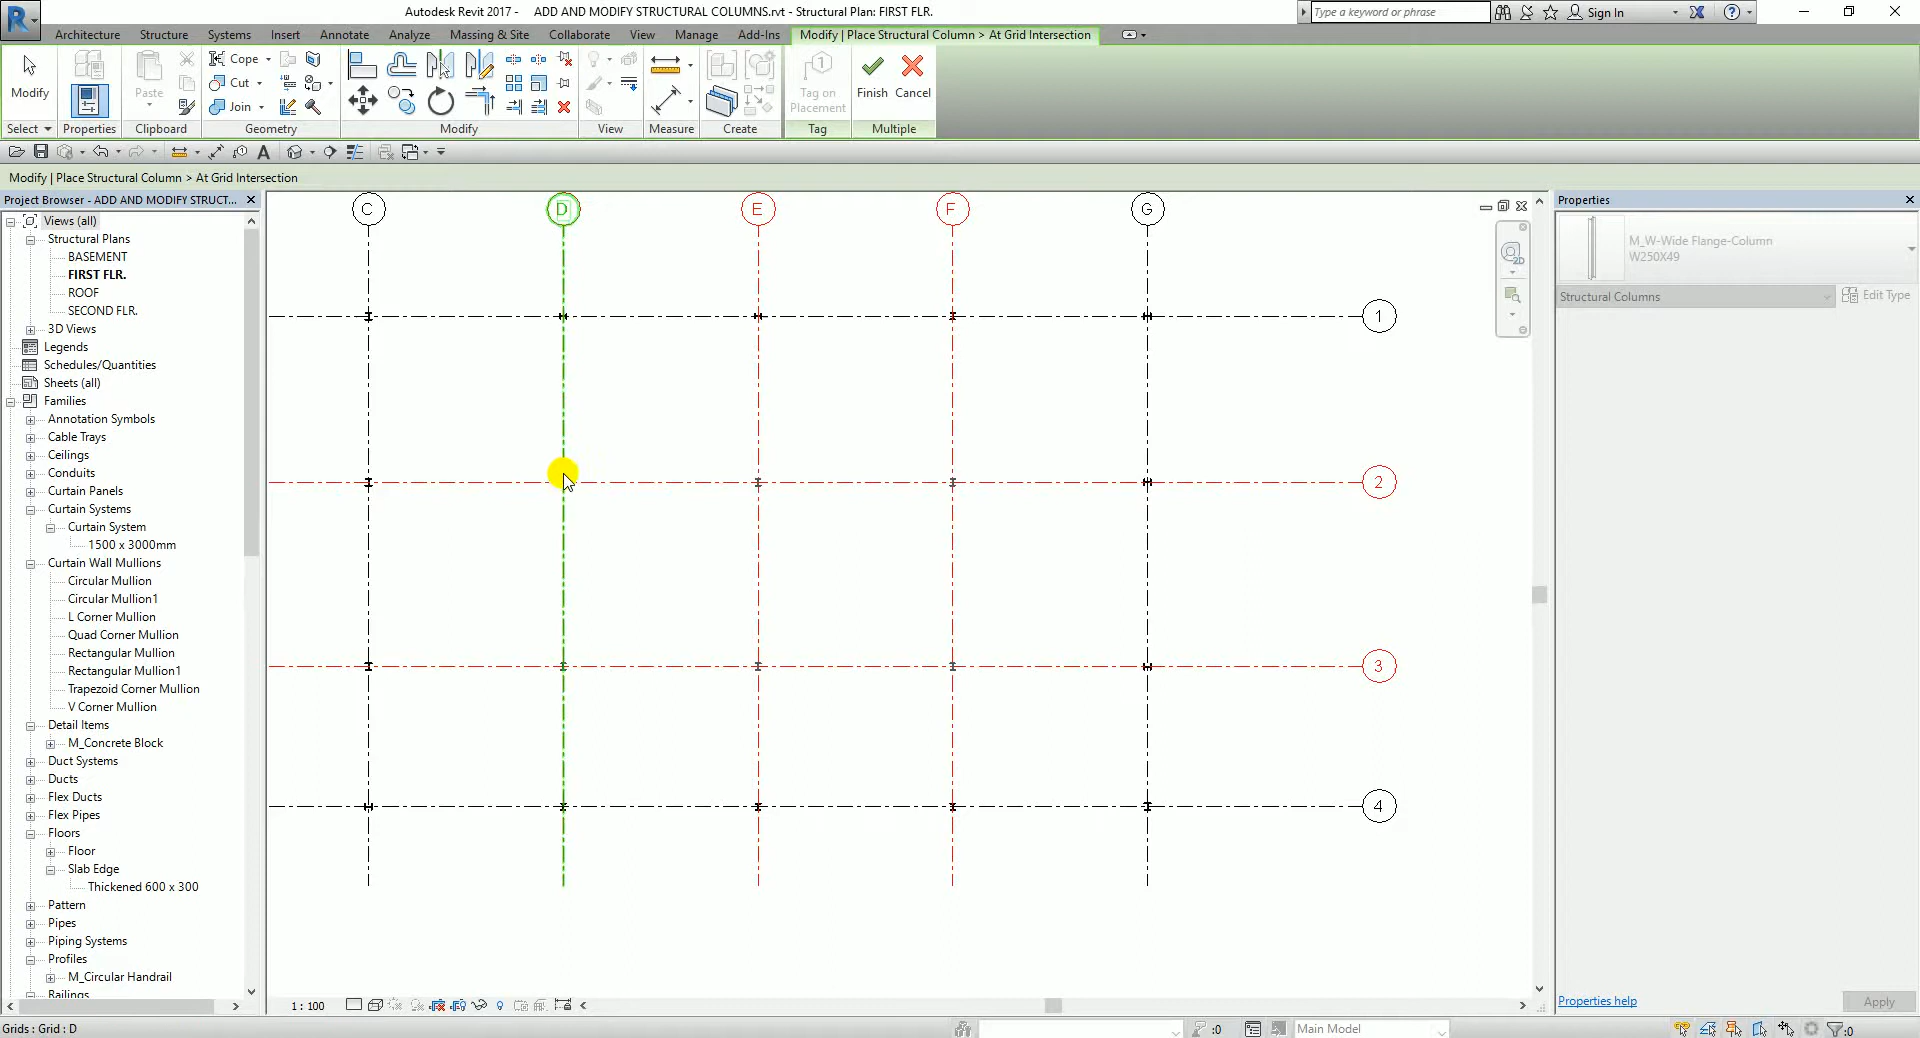 Autodesk Revit 2017 - ADD AND MODIFY STRUCTURAL COLUMNS.rvt - Structural Plan: FIRST FLR.
Type a keyword or phrase
Sign In
Architecture Structure Systems Insert Annotate Analyze Massing & Site Collaborate View Manage Add-Ins Modify | Place Structural Column > At Grid Intersection
Cope
Cut
Join
Modify
Paste
Tag on
Placement
Finish Cancel
Select Properties Clipboard Geometry Modify View Measure Create Tag Multiple
Modify | Place Structural Column > At Grid Intersection
Project Browser - ADD AND MODIFY STRUCT...
Views (all)
Structural Plans
BASEMENT
FIRST FLR.
ROOF
SECOND FLR.
3D Views
Legends
Schedules/Quantities
Sheets (all)
Families
Annotation Symbols
Cable Trays
Ceilings
Conduits
Curtain Panels
Curtain Systems
Curtain System
1500 x 3000mm
Curtain Wall Mullions
Circular Mullion
Circular Mullion1
L Corner Mullion
Quad Corner Mullion
Rectangular Mullion
Rectangular Mullion1
Trapezoid Corner Mullion
V Corner Mullion
Detail Items
M_Concrete Block
Duct Systems
Ducts
Flex Ducts
Flex Pipes
Floors
Floor
Slab Edge
Thickened 600 x 300
Pattern
Pipes
Piping Systems
Profiles
M_Circular Handrail
Railings
C D E F G
1
2
3
4
2D
1 : 100
Properties
M_W-Wide Flange-Column
W250X49
Structural Columns
Edit Type
Properties help
Apply
Grids : Grid : D
:0
Main Model
:0